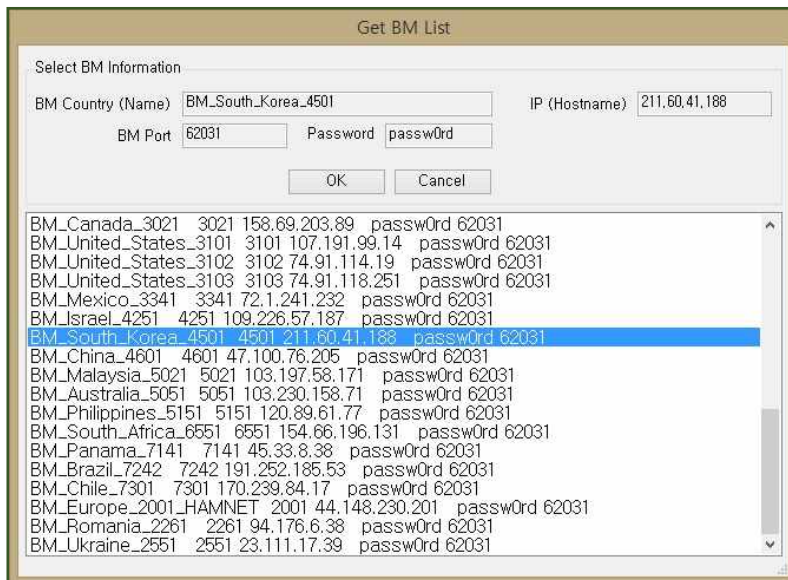 Get BM List
Select BM Information
BM Country (Name) BM_South_Korea_4501 IP (Hostname) 211,60,41,188
BM Port 62031 Password passw0rd
OK Cancel
BM_Canada_3021 3021 158.69.203.89 passw0rd 62031
BM_United_States_3101 3101 107.191.99.14 passw0rd 62031
BM_United_States_3102 3102 74.91.114.19 passw0rd 62031
BM_United_States_3103 3103 74.91.118.251 passw0rd 62031
BM_Mexico_3341 3341 72.1.241.232 passw0rd 62031
BM_Israel_4251 4251 109.226.57.187 passw0rd 62031
BM_South_Korea_4501 4501 211.60.41.188 passw0rd 62031
BM_China_4601 4601 47.100.76.205 passw0rd 62031
BM_Malaysia_5021 5021 103.197.58.171 passw0rd 62031
BM_Australia_5051 5051 103.230.158.71 passw0rd 62031
BM_Philippines_5151 5151 120.89.61.77 passw0rd 62031
BM_South_Africa_6551 6551 154.66.196.131 passw0rd 62031
BM_Panama_7141 7141 45.33.8.38 passw0rd 62031
BM_Brazil_7242 7242 191.252.185.53 passw0rd 62031
BM_Chile_7301 7301 170.239.84.17 passw0rd 62031
BM_Europe_2001_HAMNET 2001 44.148.230.201 passw0rd 62031
BM_Romania_2261 2261 94.176.6.38 passw0rd 62031
BM_Ukraine_2551 2551 23.111.17.39 passw0rd 62031